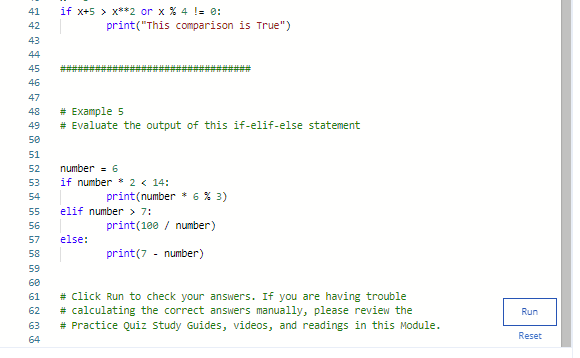 41 if x+5 > x**2 or x % 4 != 0:
42 print("This comparison is True")
43
44
45 #################################
46
47
48 # Example 5
49 # Evaluate the output of this if-elif-else statement
50
51
52 number = 6
53 if number * 2 < 14:
54 print(number * 6 % 3)
55 elif number > 7:
56 print(100 / number)
57 else:
58 print(7 - number)
59
60
61 # Click Run to check your answers. If you are having trouble
62 # calculating the correct answers manually, please review the
63 # Practice Quiz Study Guides, videos, and readings in this Module.
64
Run
Reset